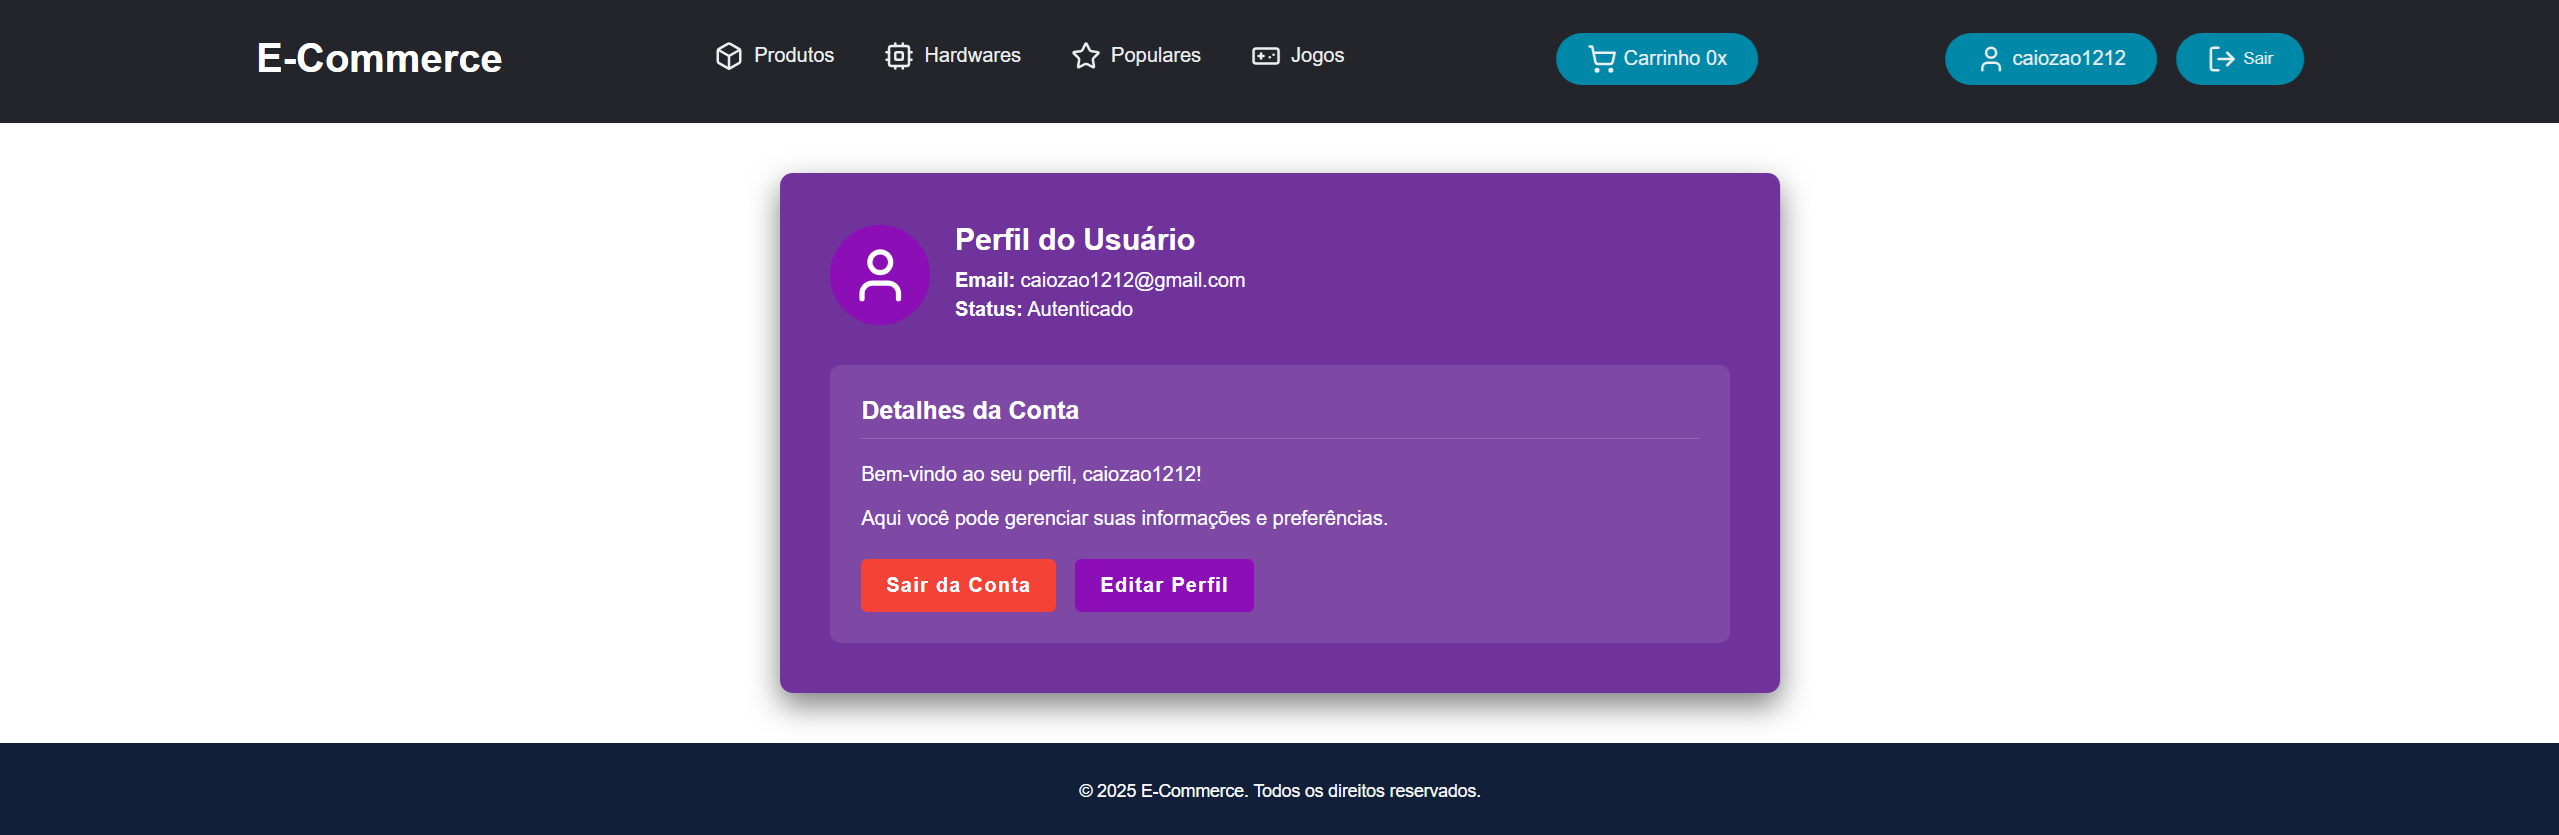 E-Commerce
Produtos
Hardwares
Populares
Jogos
Carrinho 0x
caiozao1212
Sair
Perfil do Usuário
Email: caiozao1212@gmail.com
Status: Autenticado
Detalhes da Conta
Bem-vindo ao seu perfil, caiozao1212!
Aqui você pode gerenciar suas informações e preferências.
Sair da Conta
Editar Perfil
© 2025 E-Commerce. Todos os direitos reservados.